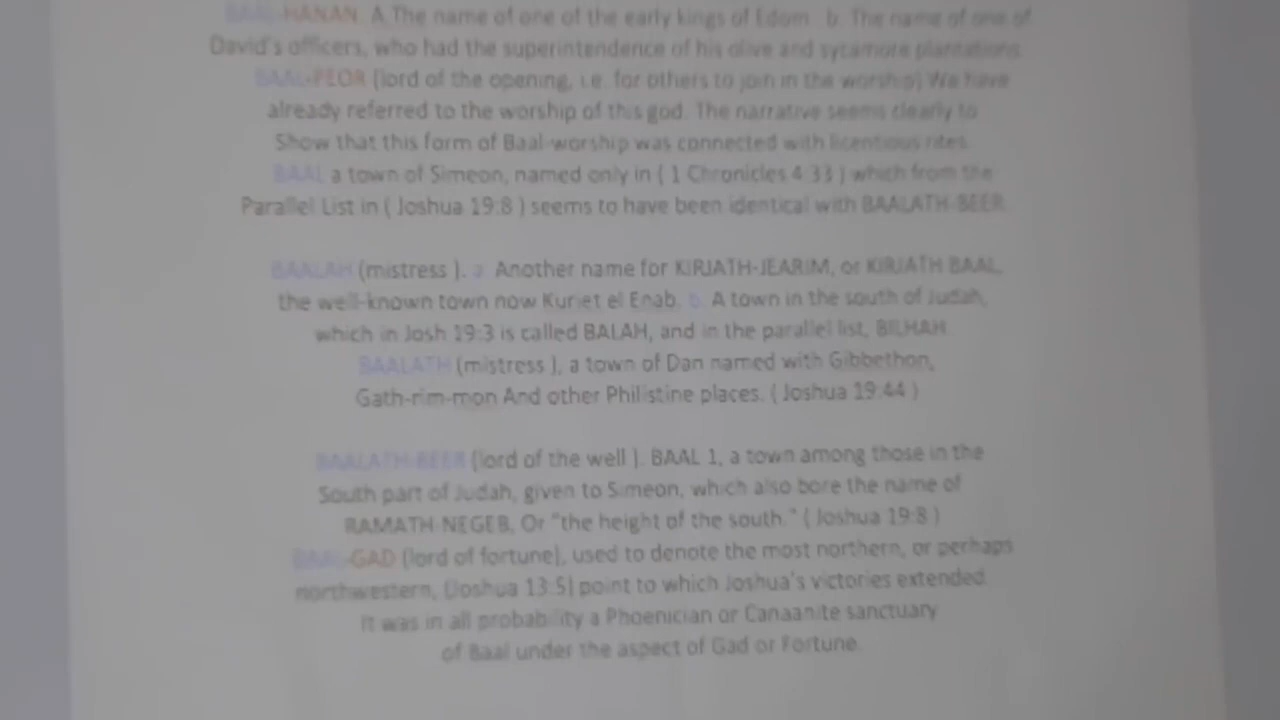 BAAL-HANAN. A The name of one of the early kings of Edom. b. The name of one of
David's officers, who had the superintendence of his olive and sycamore plantations.
BAAL-PEOR (lord of the opening, i.e. for others to join in the worship) We have
already referred to the worship of this god. The narrative seems clearly to
Show that this form of Baal-worship was connected with licentious rites.
BAAL a town of Simeon, named only in ( 1 Chronicles 4:33 ) which from the
Parallel List in ( Joshua 19:8 ) seems to have been identical with BAALATH-BEER.
BAALAH (mistress ). a. Another name for KIRJATH-JEARIM, or KIRJATH BAAL,
the well-known town now Kuriet el Enab. b. A town in the south of Judah,
which in Josh 19:3 is called BALAH, and in the parallel list, BILHAH.
BAALATH (mistress ), a town of Dan named with Gibbethon,
Gath-rim-mon And other Philistine places. ( Joshua 19:44 )
BAALATH-BEER (lord of the well ). BAAL 1, a town among those in the
South part of Judah, given to Simeon, which also bore the name of
RAMATH-NEGEB, Or "the height of the south." ( Joshua 19:8 )
BAAL-GAD (lord of fortune), used to denote the most northern, or perhaps
northwestern, (Joshua 13:5) point to which Joshua's victories extended.
It was in all probability a Phoenician or Canaanite sanctuary
of Baal under the aspect of Gad or Fortune.